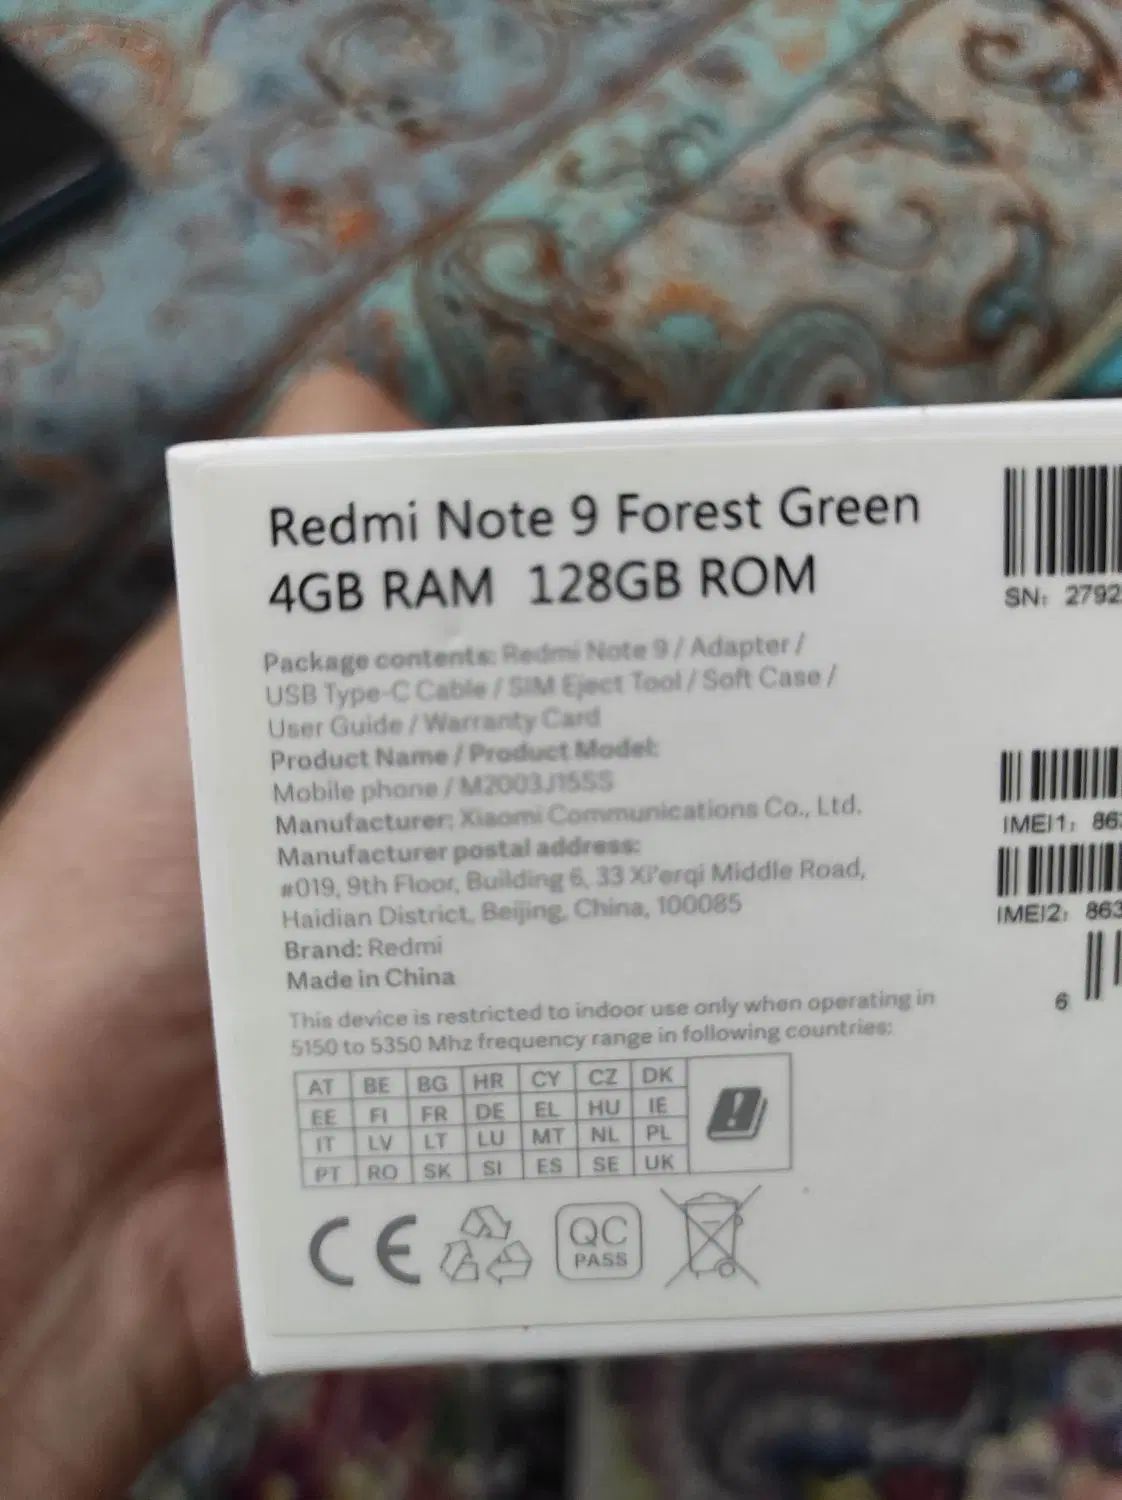 Redmi Note 9 Forest Green
4GB RAM 128GB ROM
Package contents: Redmi Note 9 / Adapter /
USB Type-C Cable / SIM Eject Tool / Soft Case /
User Guide / Warranty Card
Product Name / Product Model:
Mobile phone / M2003J15SS
Manufacturer: Xiaomi Communications Co., Ltd.
Manufacturer postal address:
#019, 9th Floor, Building 6, 33 Xi'erqi Middle Road,
Haidian District, Beijing, China, 100085
Brand: Redmi
Made in China
This device is restricted to indoor use only when operating in
5150 to 5350 Mhz frequency range in following countries:
AT BE BG HR CY CZ DK
EE FI FR DE EL HU IE
IT LV LT LU MT NL PL
PT RO SK SI ES SE UK
CE
QC
PASS
SN: 2792
IMEI1: 863
IMEI2: 863
6